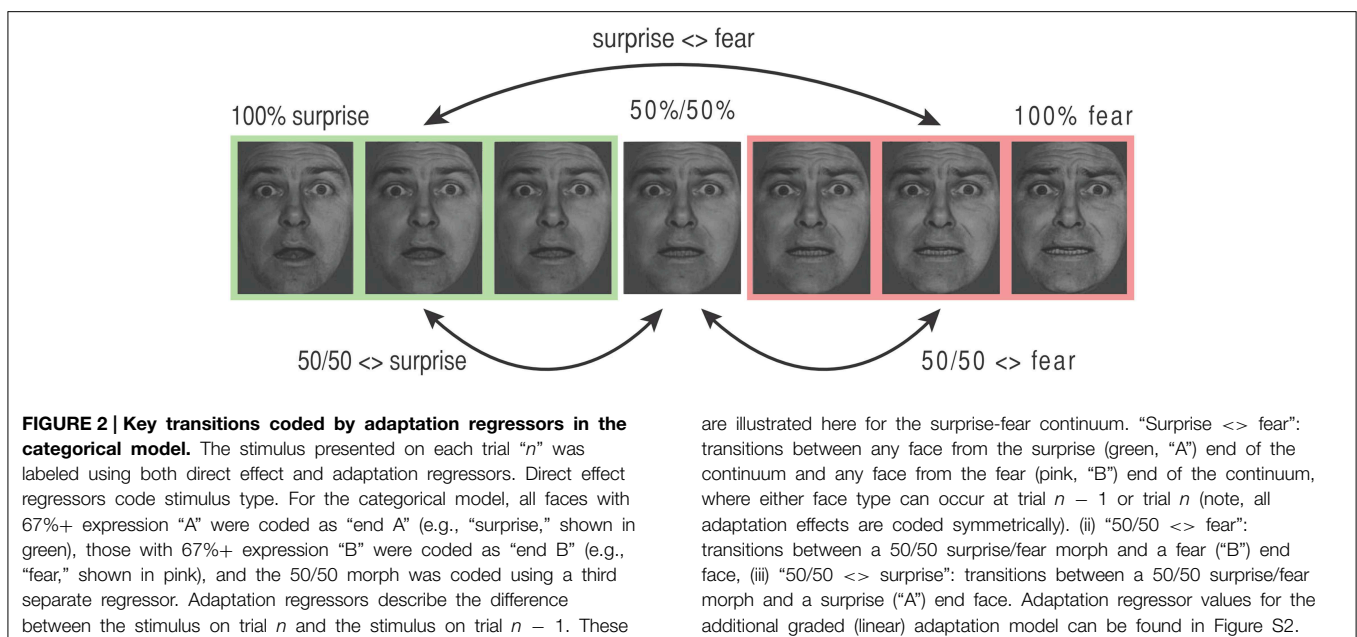 surprise <> fear
100% surprise
50%/50%
100% fear
50/50 <> surprise
50/50 <> fear
FIGURE 2 | Key transitions coded by adaptation regressors in the
categorical model. The stimulus presented on each trial “n” was
labeled using both direct effect and adaptation regressors. Direct effect
regressors code stimulus type. For the categorical model, all faces with
67%+ expression “A” were coded as “end A” (e.g., “surprise,” shown in
green), those with 67%+ expression “B” were coded as “end B” (e.g.,
“fear,” shown in pink), and the 50/50 morph was coded using a third
separate regressor. Adaptation regressors describe the difference
between the stimulus on trial n and the stimulus on trial n − 1. These
are illustrated here for the surprise-fear continuum. “Surprise <> fear”:
transitions between any face from the surprise (green, “A”) end of the
continuum and any face from the fear (pink, “B”) end of the continuum,
where either face type can occur at trial n − 1 or trial n (note, all
adaptation effects are coded symmetrically). (ii) “50/50 <> fear”:
transitions between a 50/50 surprise/fear morph and a fear (“B”) end
face, (iii) “50/50 <> surprise”: transitions between a 50/50 surprise/fear
morph and a surprise (“A”) end face. Adaptation regressor values for the
additional graded (linear) adaptation model can be found in Figure S2.